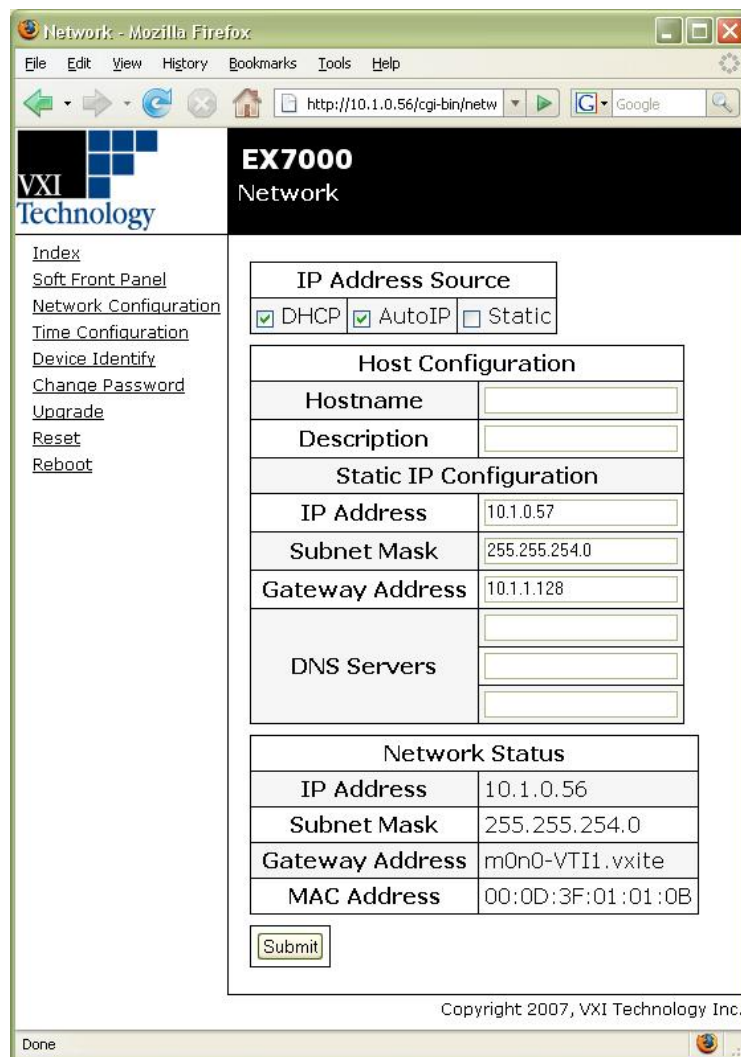 Network - Mozilla Firefox
File Edit View History Bookmarks Tools Help
http://10.1.0.56/cgi-bin/netw G Google
VXI
Technology
EX7000
Network
Index
Soft Front Panel
Network Configuration
Time Configuration
Device Identify
Change Password
Upgrade
Reset
Reboot
IP Address Source
DHCP AutoIP Static
Host Configuration
Hostname
Description
Static IP Configuration
IP Address 10.1.0.57
Subnet Mask 255.255.254.0
Gateway Address 10.1.1.128
DNS Servers
Network Status
IP Address 10.1.0.56
Subnet Mask 255.255.254.0
Gateway Address m0n0-VTI1.vxite
MAC Address 00:0D:3F:01:01:0B
Submit
Copyright 2007, VXI Technology Inc.
Done